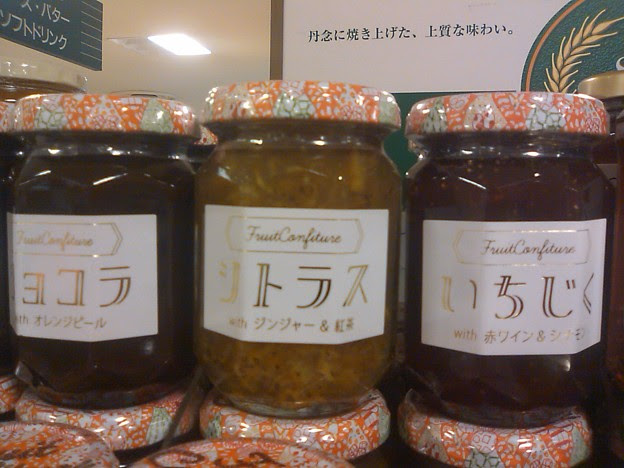 ス・バター
ソフトドリンク
丹念に焼き上げた、上質な味わい。
FruitConfiture
ョコラ
with オレンジピール
FruitConfiture
シトラス
with ジンジャー & 紅茶
FruitConfiture
いちじく
with 赤ワイン & シナモン